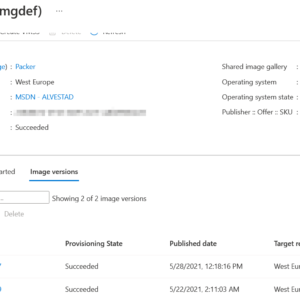 mgdef) ...
Refresh
) : Packer
: West Europe
: MSDN - ALVESTAD
: Succeeded
Shared image gallery :
Operating system :
Operating system state :
Publisher :: Offer :: SKU :
arted Image versions
Showing 2 of 2 image versions
Delete
Provisioning State Published date Target re
Succeeded 5/28/2021, 12:18:16 PM West Eu
Succeeded 5/22/2021, 2:11:03 AM West Eu